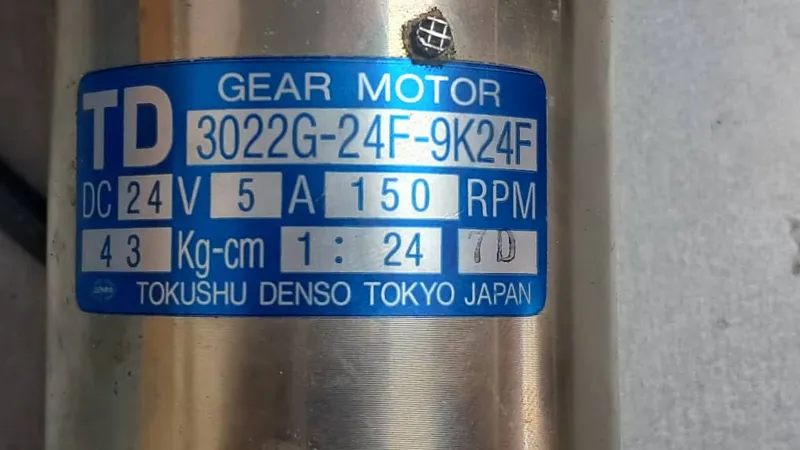 GEAR MOTOR
TD 3022G-24F-9K24F
DC 24 V 5 A 150 RPM
43 Kg-cm 1: 24 7D
TOKUSHU DENSO TOKYO JAPAN